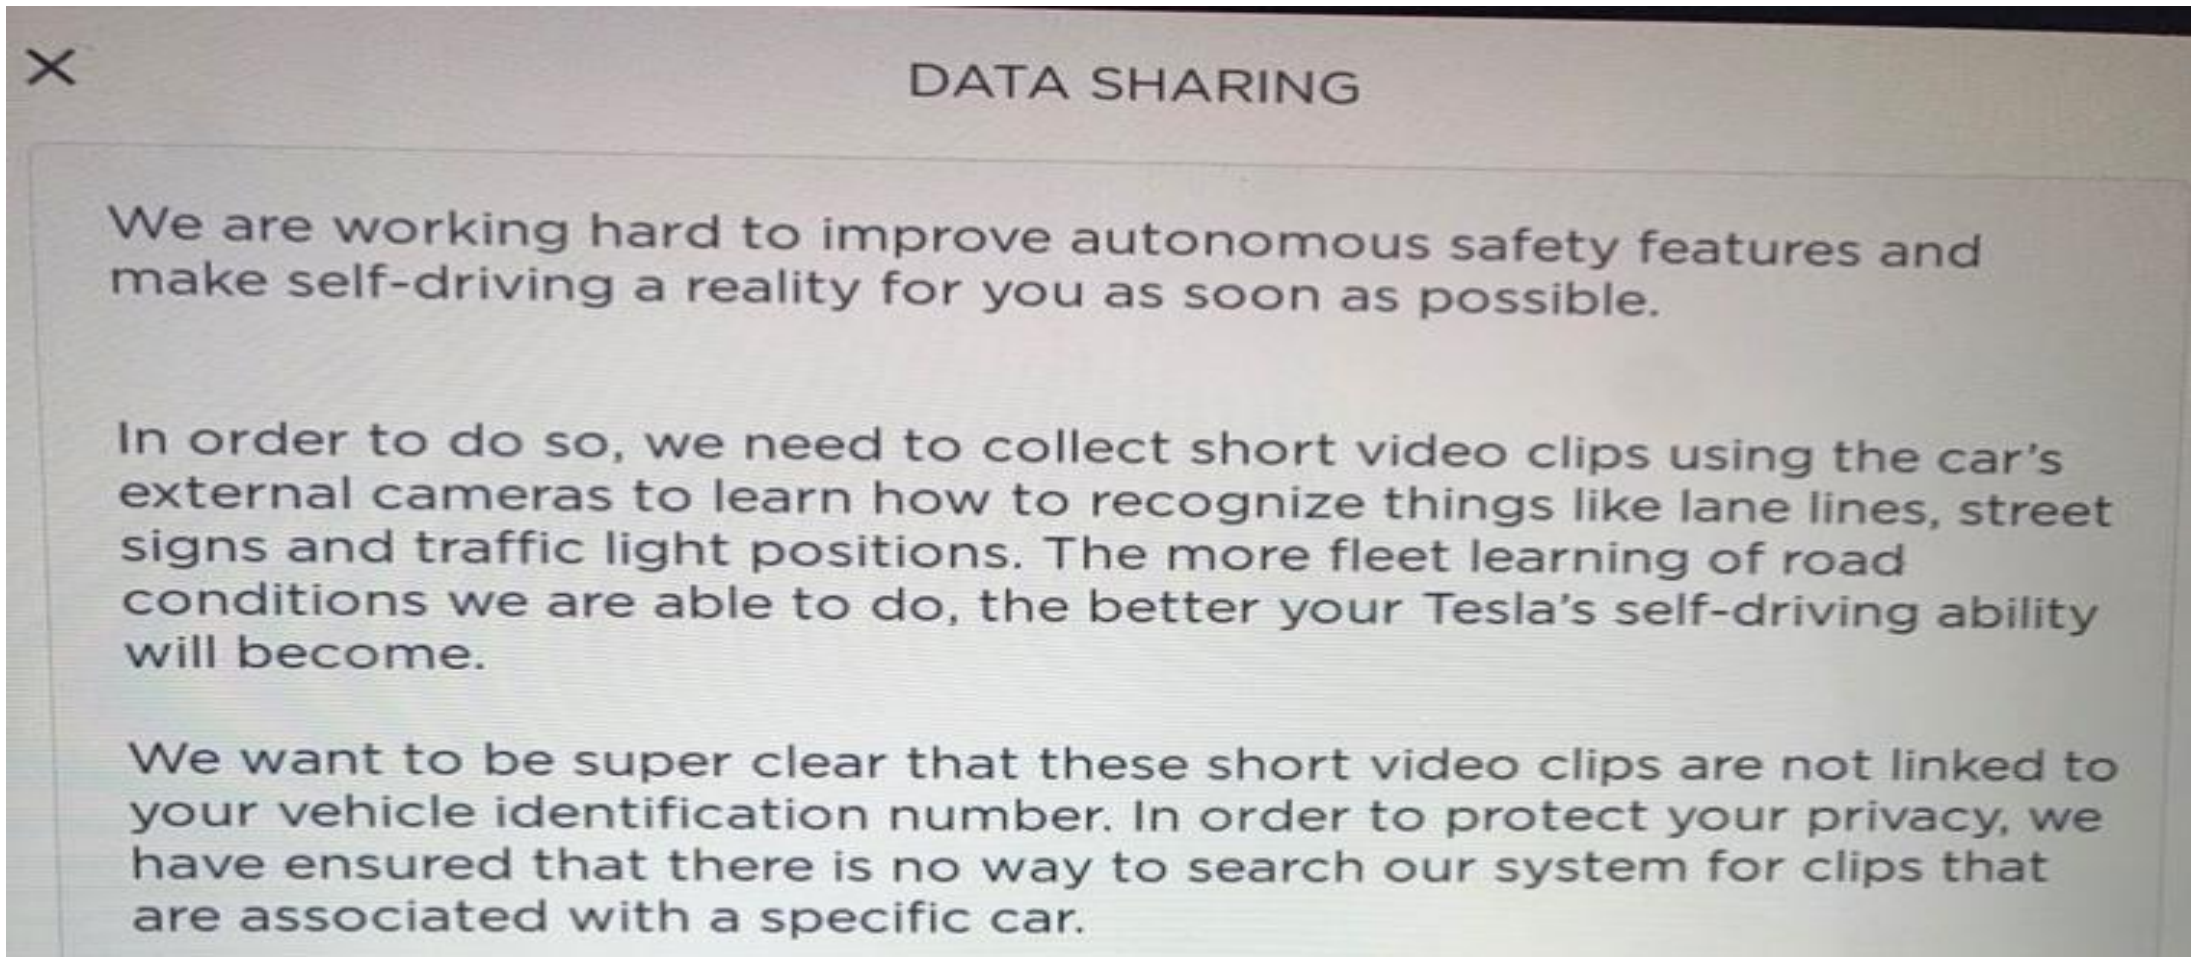 DATA SHARING
We are working hard to improve autonomous safety features and
make self-driving a reality for you as soon as possible.
In order to do so, we need to collect short video clips using the car's
external cameras to learn how to recognize things like lane lines, street
signs and traffic light positions. The more fleet learning of road
conditions we are able to do, the better your Tesla's self-driving ability
will become.
We want to be super clear that these short video clips are not linked to
your vehicle identification number. In order to protect your privacy, we
have ensured that there is no way to search our system for clips that
are associated with a specific car.